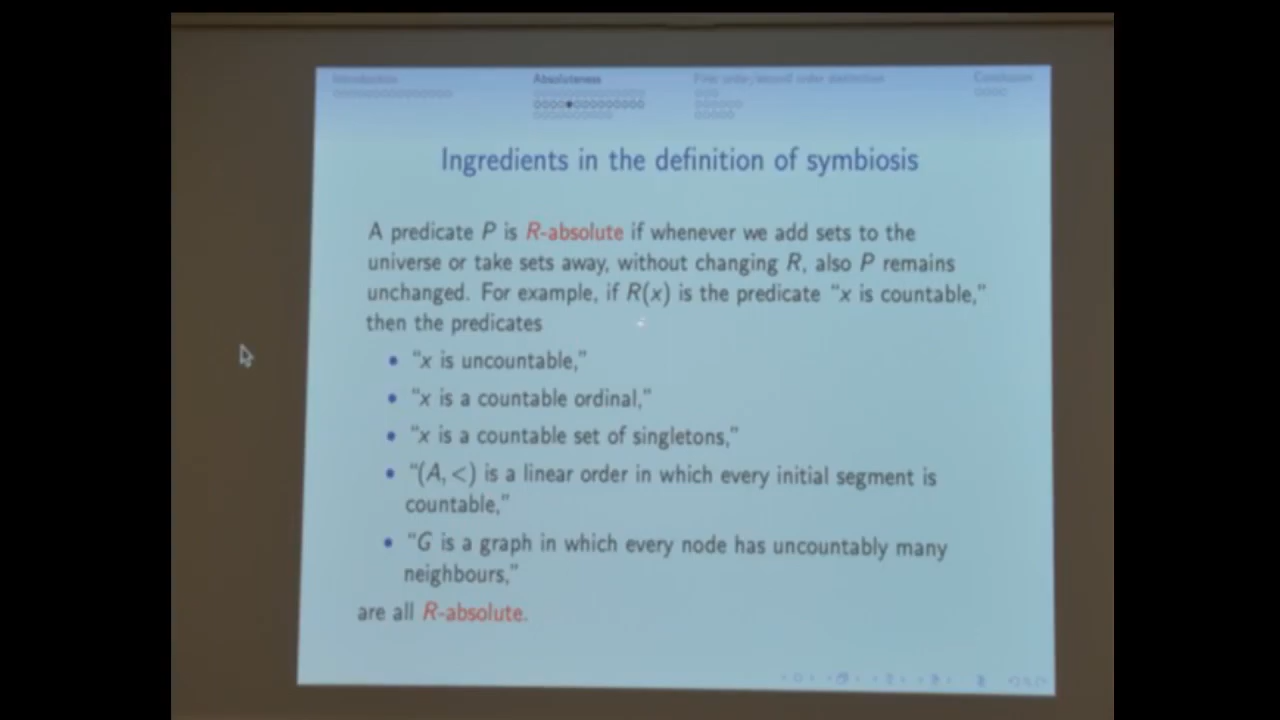 Introduction Absoluteness First order/second order distinction Conclusion
Ingredients in the definition of symbiosis
A predicate P is R-absolute if whenever we add sets to the
universe or take sets away, without changing R, also P remains
unchanged. For example, if R(x) is the predicate “x is countable,”
then the predicates
• “x is uncountable,”
• “x is a countable ordinal,”
• “x is a countable set of singletons,”
• “(A, <) is a linear order in which every initial segment is
countable,”
• “G is a graph in which every node has uncountably many
neighbours,”
are all R-absolute.